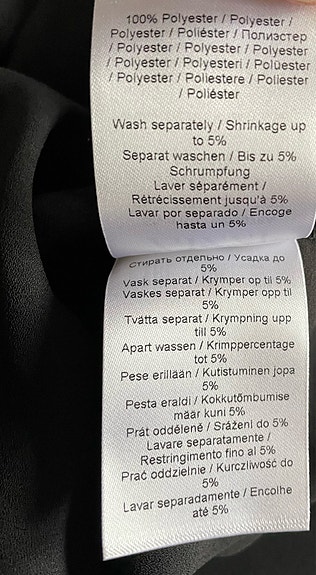 100% Polyester / Polyester /
Polyester / Poliéster / Полиэстер
/ Polyester / Polyester / Polyester
/ Polyester / Polyesteri / Polüester
/ Polyester / Poliestere / Poliester
/ Poliéster
Wash separately / Shrinkage up
to 5%
Separat waschen / Bis zu 5%
Schrumpfung
Laver séparément /
Rétrécissement jusqu'à 5%
Lavar por separado / Encoge
hasta un 5%
Стирать отдельно / Усадка до
5%
Vask separat / Krymper op til 5%
Vaskes separat / Krymper opp til
5%
Tvätta separat / Krympning upp
till 5%
Apart wassen / Krimppercentage
tot 5%
Pese erillään / Kutistuminen jopa
5%
Pesta eraldi / Kokkutõmbumise
määr kuni 5%
Prát odděleně / Sráženi do 5%
Lavare separatamente /
Restringimento fino al 5%
Prać oddzielnie / Kurczliwość do
5%
Lavar separadamente / Encolhe
até 5%